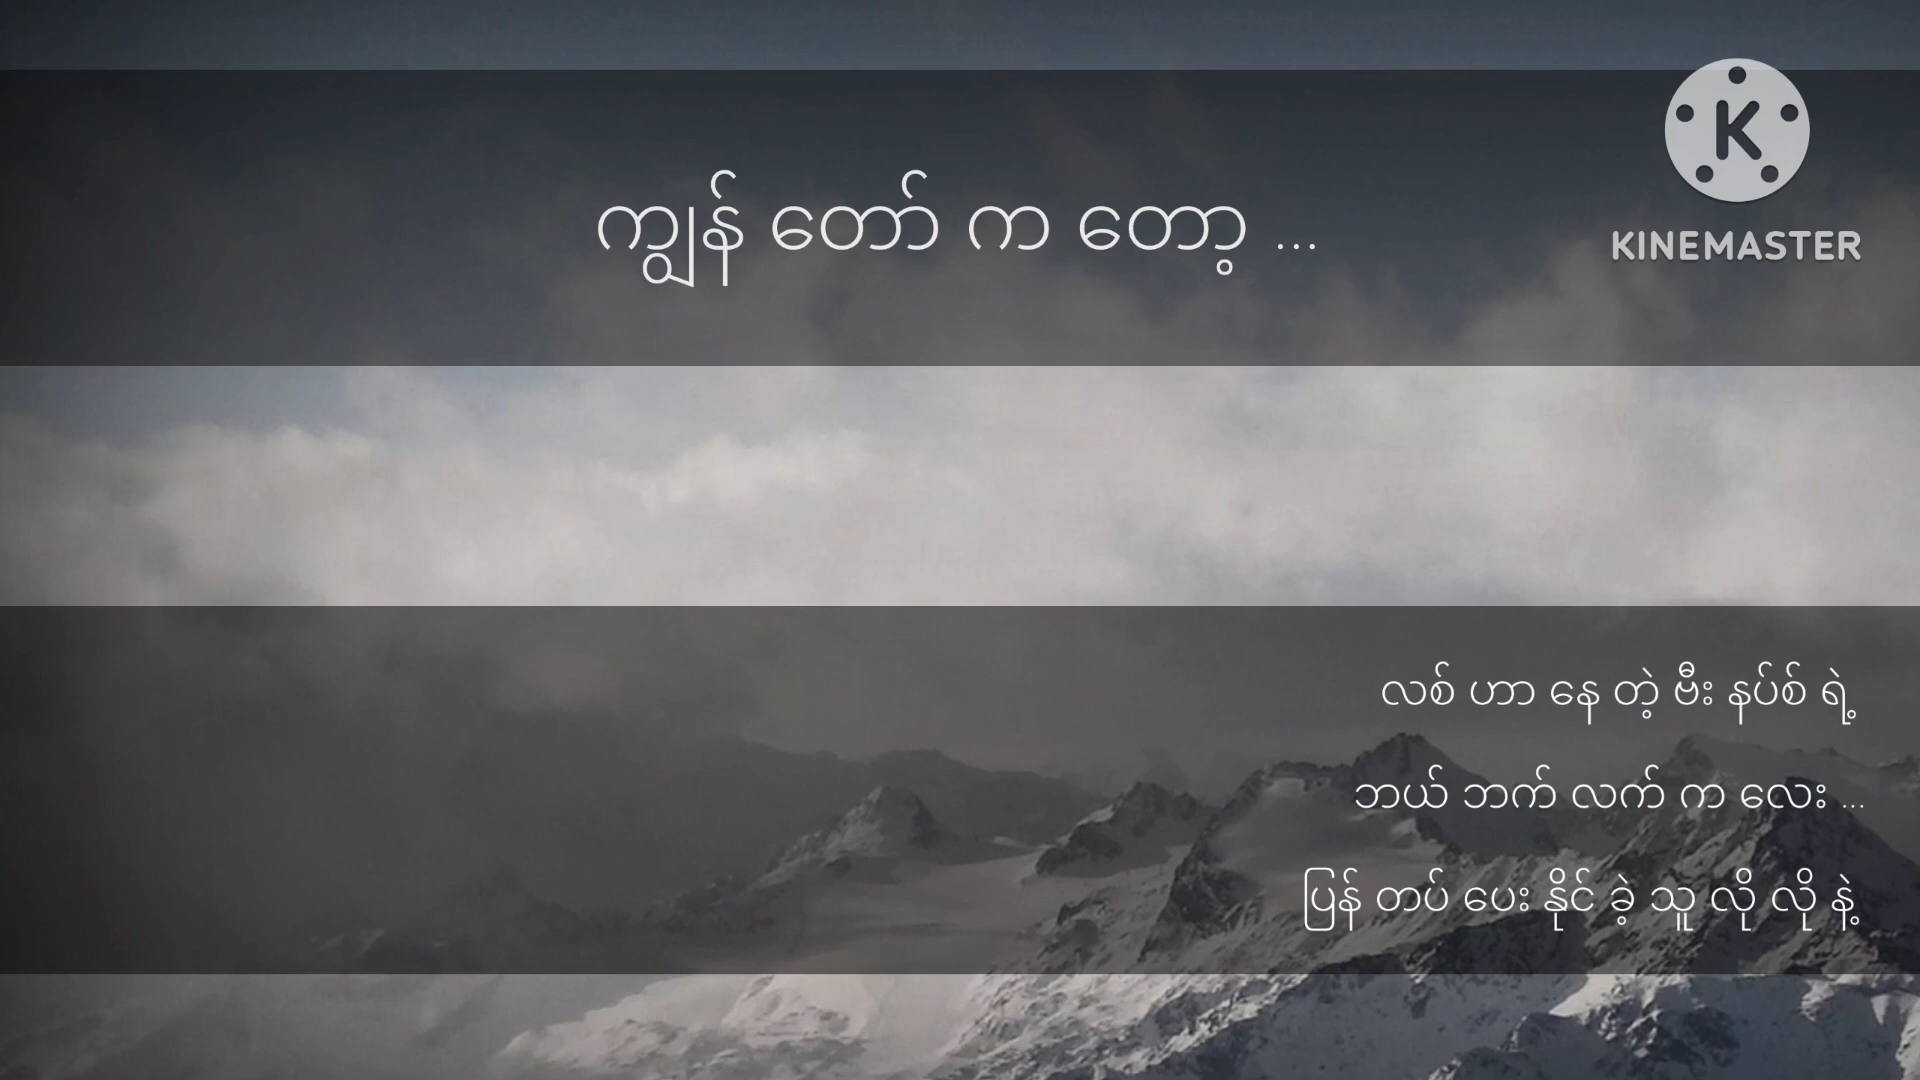 ကျွန် တော် က တော့ ...
KINEMASTER
လစ် ဟာ နေ တဲ့ ဗီး နပ်စ် ရဲ့
ဘယ် ဘက် လက် က လေး ...
ပြန် တပ် ပေး နိုင် ခဲ့ သူ လို လို နဲ့